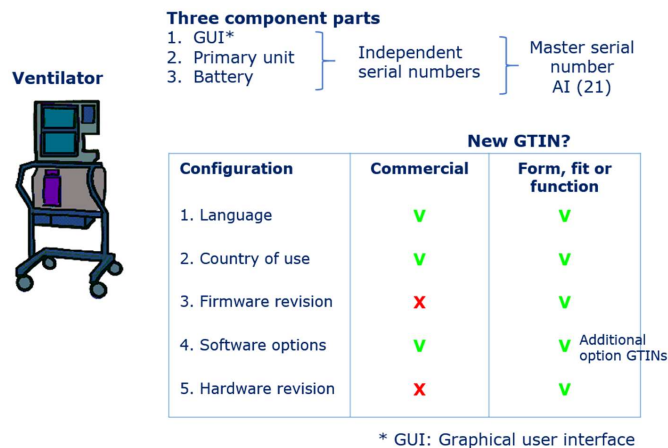 Three component parts
1. GUI*
2. Primary unit
3. Battery
Independent
serial numbers
Master serial
number
AI (21)
Ventilator
New GTIN?
Configuration Commercial Form, fit or
function
1. Language V V
2. Country of use V V
3. Firmware revision X V
4. Software options V V Additional
option GTINs
5. Hardware revision X V
* GUI: Graphical user interface